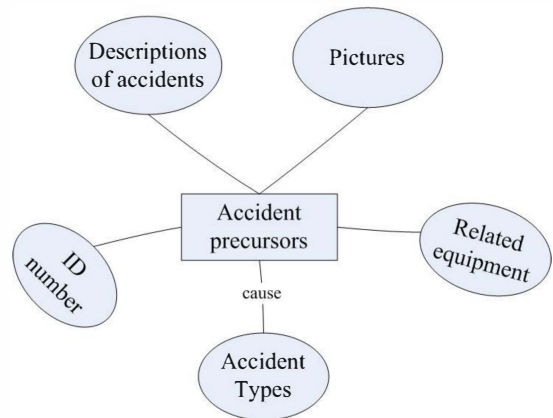 Descriptions
of accidents
Pictures
Accident
precursors
ID
number
Related
equipment
cause
Accident
Types